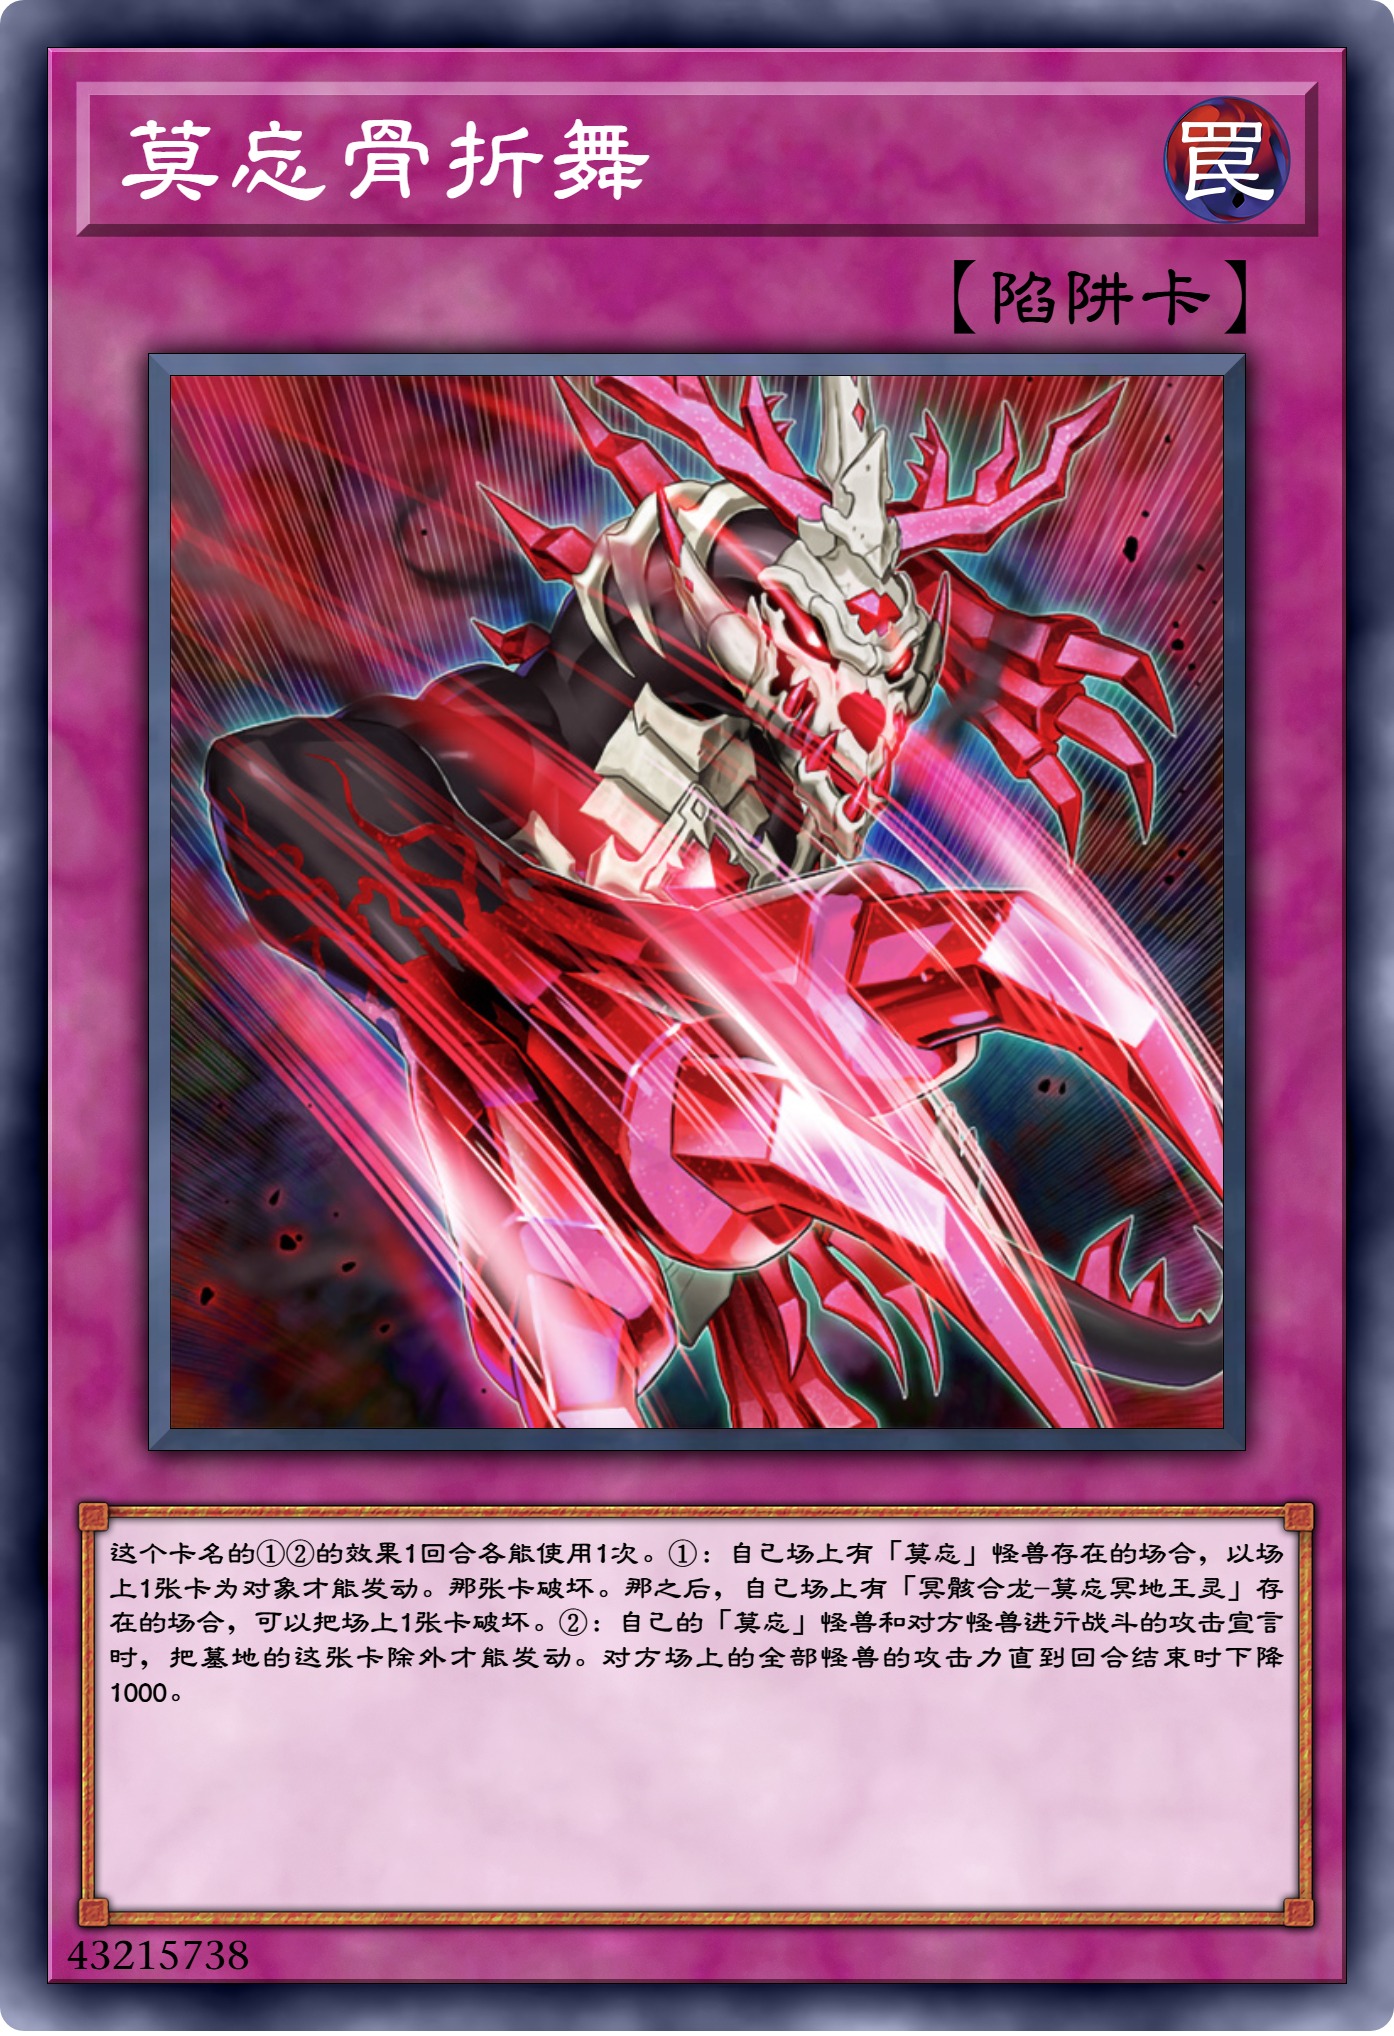 莫忘骨折舞
罠
【陷阱卡】
这个卡名的①②的效果1回合各能使用1次。①：自己场上有「莫忘」怪兽存在的场合，以场
上1张卡为对象才能发动。那张卡破坏。那之后，自己场上有「冥骸合龙-莫忘冥地王灵」存
在的场合，可以把场上1张卡破坏。②：自己的「莫忘」怪兽和对方怪兽进行战斗的攻击宣言
时，把墓地的这张卡除外才能发动。对方场上的全部怪兽的攻击力直到回合结束时下降
1000。
43215738